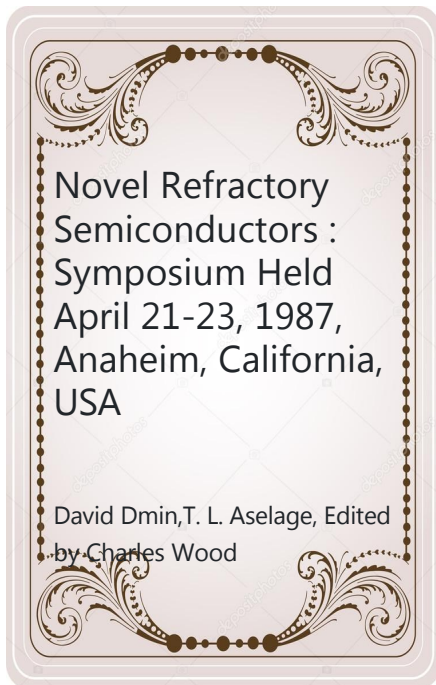 Novel Refractory
Semiconductors :
Symposium Held
April 21-23, 1987,
Anaheim, California,
USA
David Dmin,T. L. Aselage, Edited
by Charles Wood